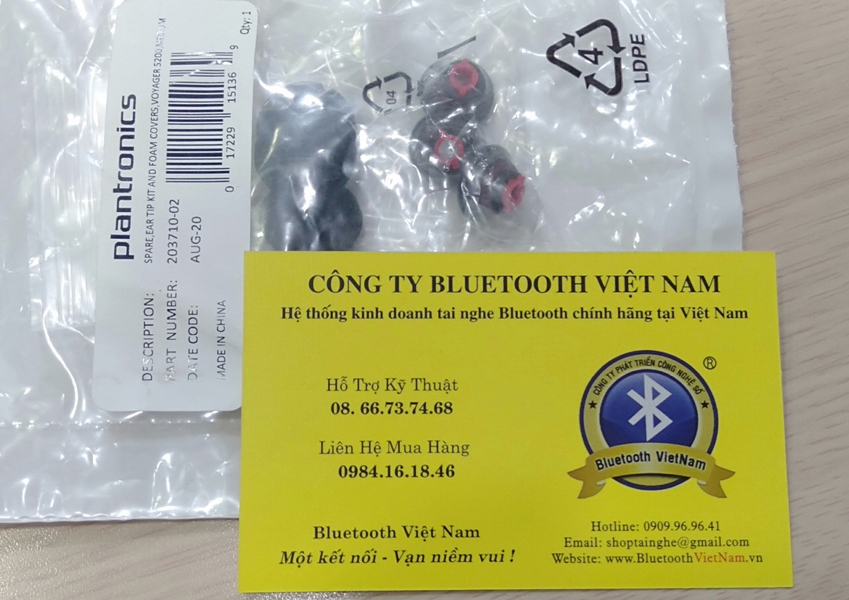 plantronics
SPARE,EAR TIP KIT AND FOAM COVERS,VOYAGER 5200,MEDIUM
DESCRIPTION:
PART NUMBER: 203710-02
DATE CODE: AUG-20
MADE IN CHINA
Qty: 1
0 17229 15136 9
04
4
LDPE
CÔNG TY BLUETOOTH VIỆT NAM
Hệ thống kinh doanh tai nghe Bluetooth chính hãng tại Việt Nam
Hỗ Trợ Kỹ Thuật
08. 66.73.74.68
Liên Hệ Mua Hàng
0984.16.18.46
Bluetooth Việt Nam
Một kết nối - Vạn niềm vui !
CÔNG TY PHÁT TRIỂN CÔNG NGHỆ SỐ
®
Bluetooth VietNam
Hotline: 0909.96.96.41
Email: shoptainghe@gmail.com
Website: www.BluetoothVietNam.vn